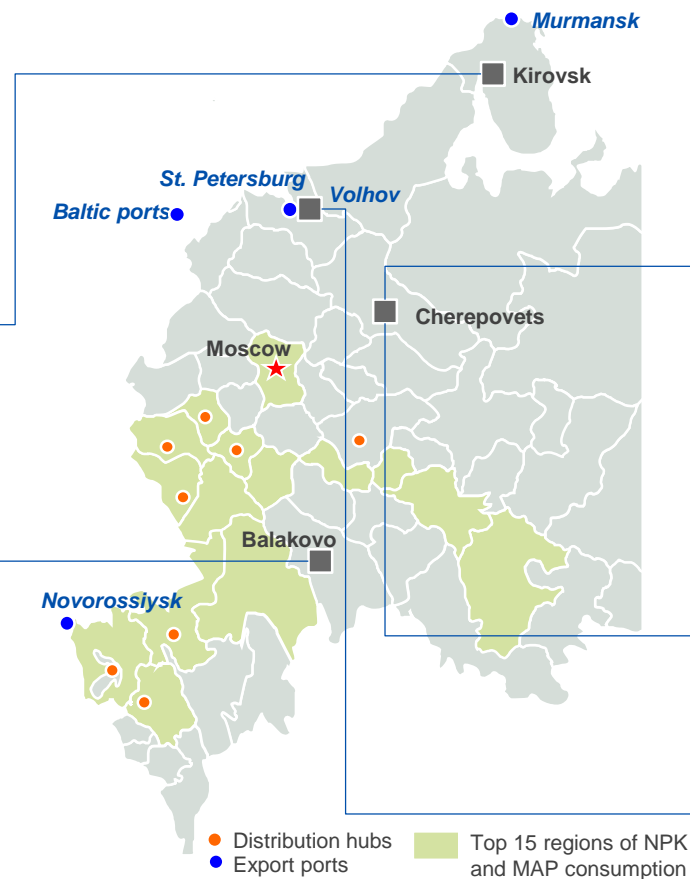 Murmansk
Kirovsk
St. Petersburg
Volhov
Baltic ports
Cherepovets
Moscow
Balakovo
Novorossiysk
Distribution hubs
Export ports
Top 15 regions of NPK
and MAP consumption